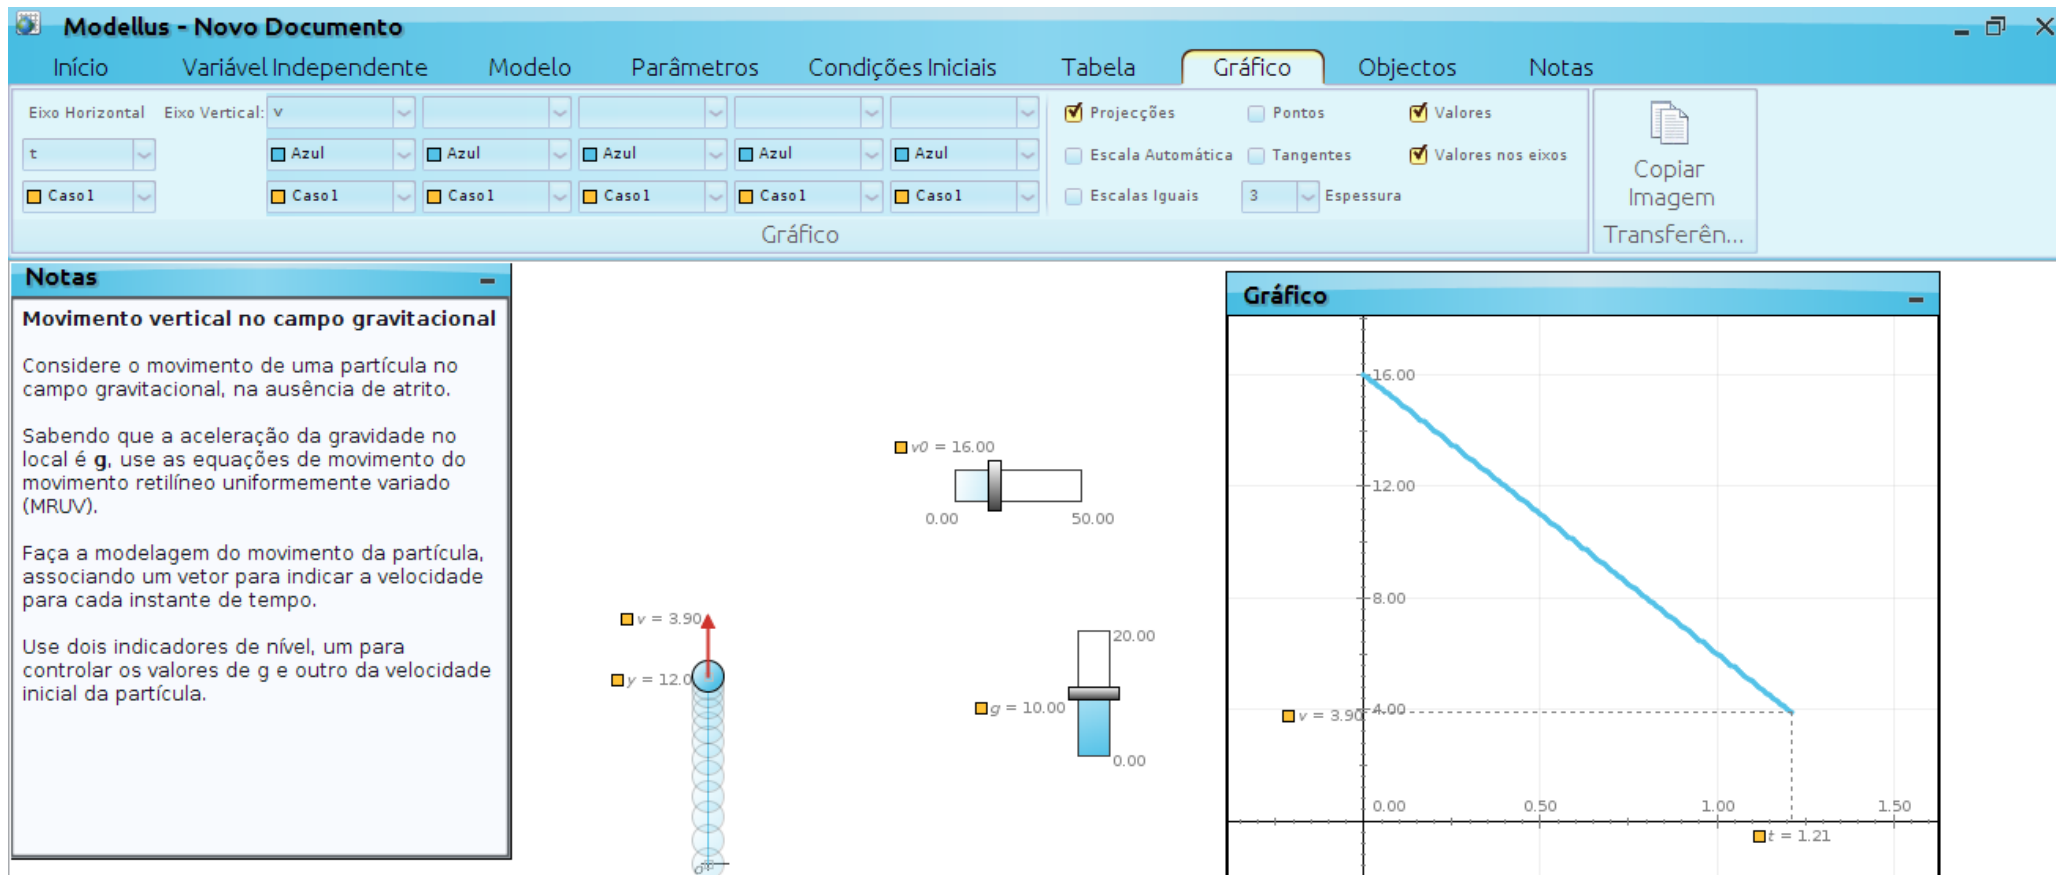 Modellus - Novo Documento
Início Variável Independente Modelo Parâmetros Condições Iniciais Tabela Gráfico Objectos Notas
Eixo Horizontal Eixo Vertical: v
Projecções Pontos Valores
t Azul Azul Azul Azul Azul
Escala Automática Tangentes Valores nos eixos
Caso1 Caso1 Caso1 Caso1 Caso1 Caso1
Escalas Iguais 3 Espessura
Copiar
Imagem
Gráfico
Transferên...
Notas
Movimento vertical no campo gravitacional
Considere o movimento de uma partícula no
campo gravitacional, na ausência de atrito.
Sabendo que a aceleração da gravidade no
local é g, use as equações de movimento do
movimento retilíneo uniformemente variado
(MRUV).
Faça a modelagem do movimento da partícula,
associando um vetor para indicar a velocidade
para cada instante de tempo.
Use dois indicadores de nível, um para
controlar os valores de g e outro da velocidade
inicial da partícula.
v = 3.90
y = 12.0
v0 = 16.00
0.00 50.00
20.00
g = 10.00
0.00
Gráfico
16.00
12.00
8.00
4.00
v = 3.90
0.00 0.50 1.00 1.50
t = 1.21